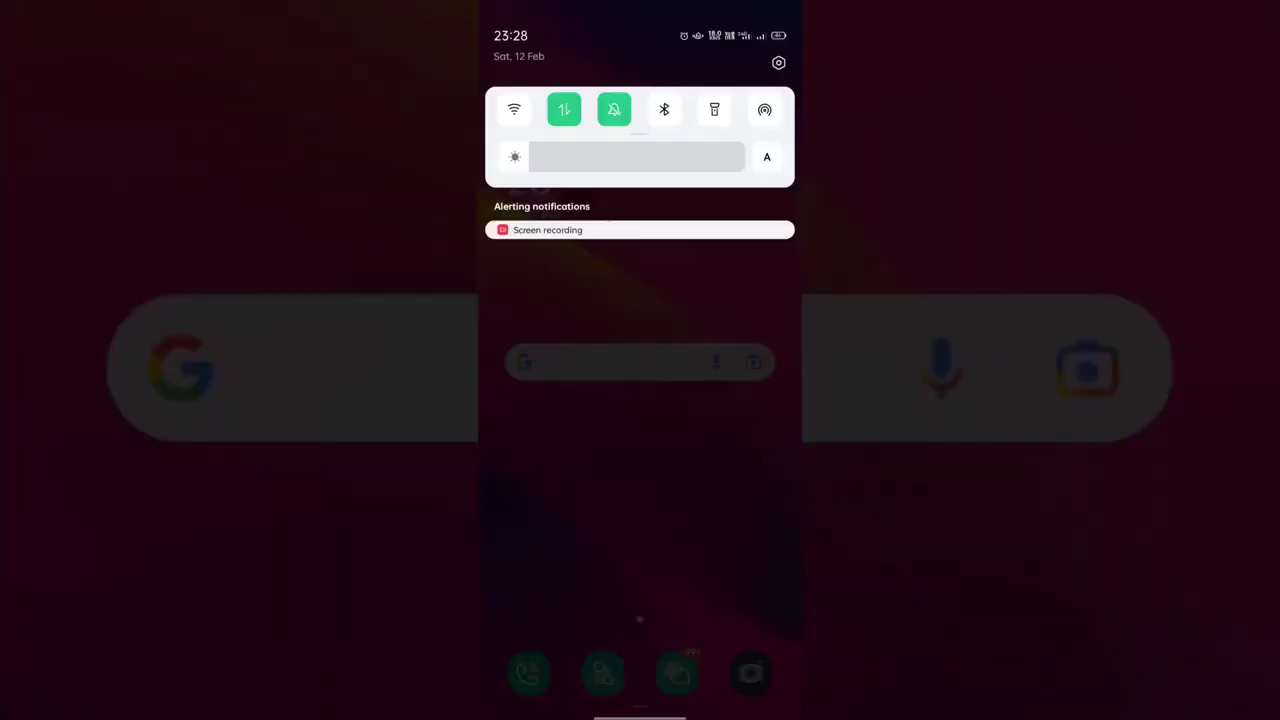 23:28
Sat, 12 Feb
A
Alerting notifications
Screen recording